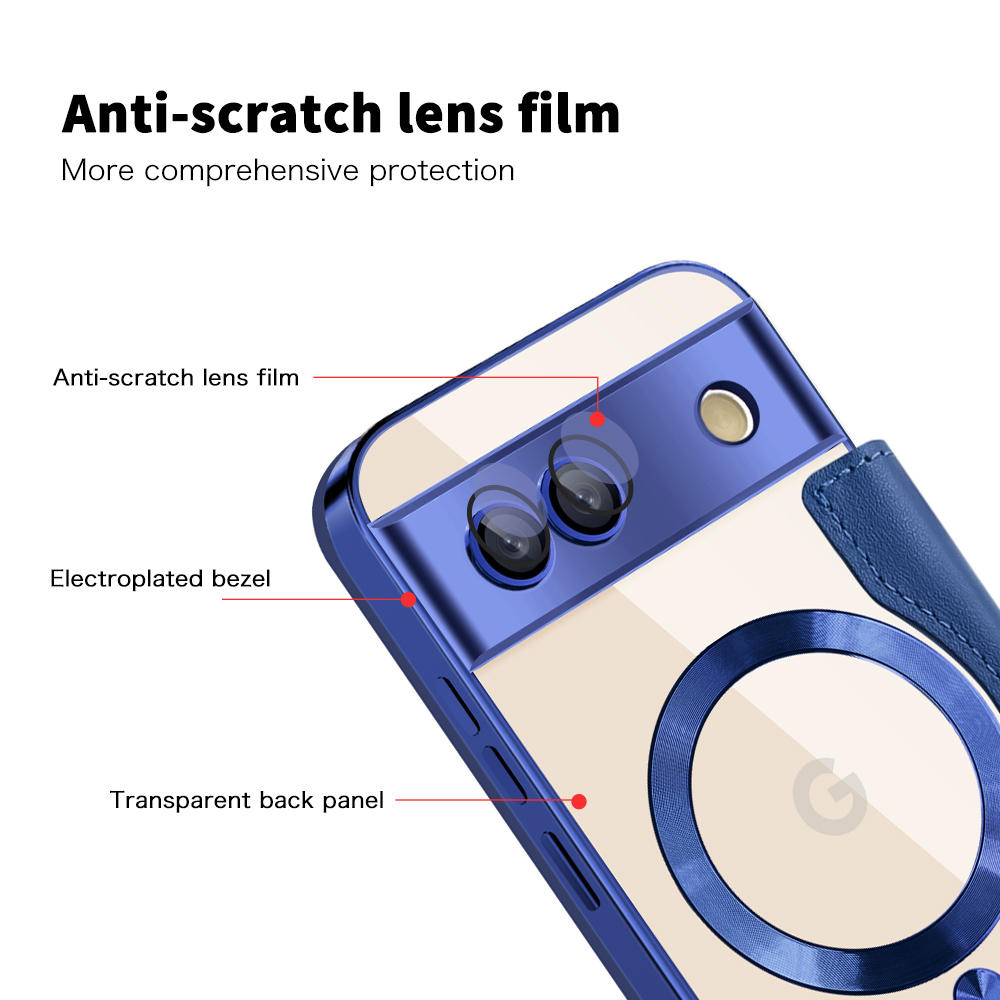 Anti-scratch lens film
More comprehensive protection
Anti-scratch lens film
Electroplated bezel
Transparent back panel
G